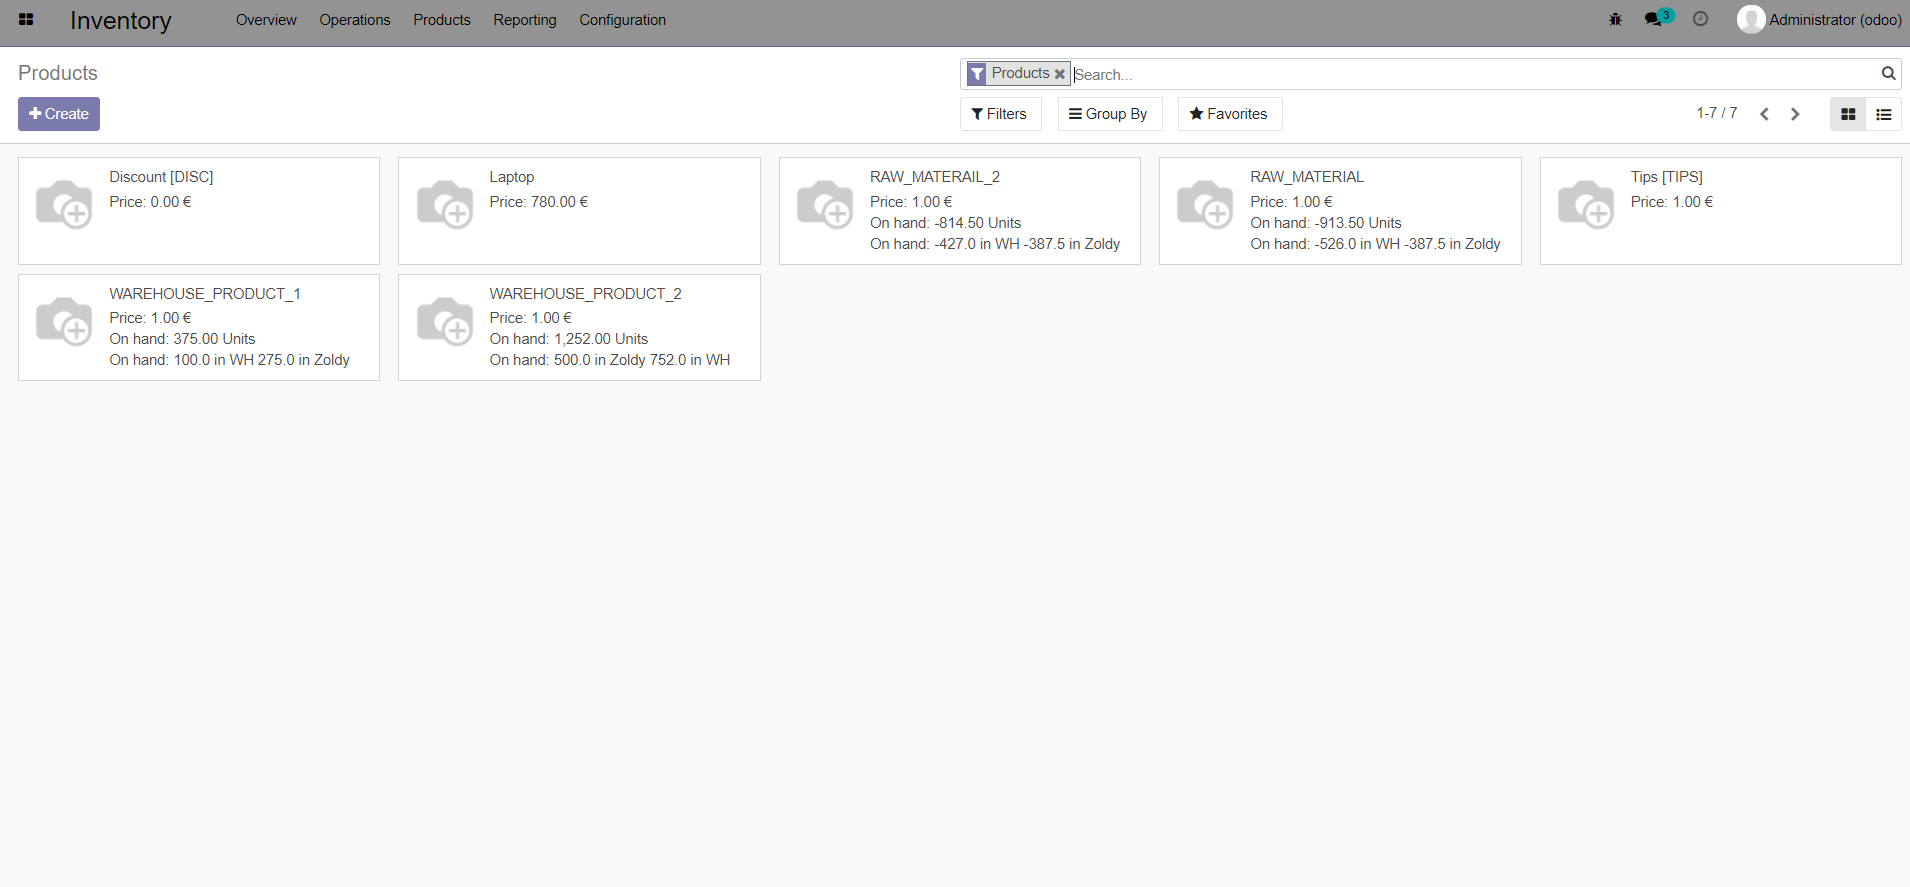 Inventory
Overview
Operations
Products
Reporting
Configuration
3
Administrator (odoo)
Products
Products
Search...
Create
Filters
Group By
Favorites
1-7 / 7
Discount [DISC]
Price: 0.00 €
Laptop
Price: 780.00 €
RAW_MATERAIL_2
Price: 1.00 €
On hand: -814.50 Units
On hand: -427.0 in WH -387.5 in Zoldy
RAW_MATERIAL
Price: 1.00 €
On hand: -913.50 Units
On hand: -526.0 in WH -387.5 in Zoldy
Tips [TIPS]
Price: 1.00 €
WAREHOUSE_PRODUCT_1
Price: 1.00 €
On hand: 375.00 Units
On hand: 100.0 in WH 275.0 in Zoldy
WAREHOUSE_PRODUCT_2
Price: 1.00 €
On hand: 1,252.00 Units
On hand: 500.0 in Zoldy 752.0 in WH